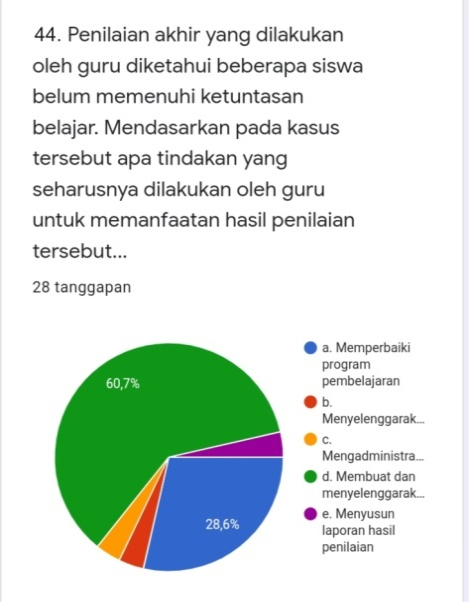 44. Penilaian akhir yang dilakukan
oleh guru diketahui beberapa siswa
belum memenuhi ketuntasan
belajar. Mendasarkan pada kasus
tersebut apa tindakan yang
seharusnya dilakukan oleh guru
untuk memanfaatan hasil penilaian
tersebut...
28 tanggapan
60,7%
28,6%
a. Memperbaiki
program
pembelajaran
b.
Menyelenggarak...
c.
Mengadministra...
d. Membuat dan
menyelenggarak...
e. Menyusun
laporan hasil
penilaian